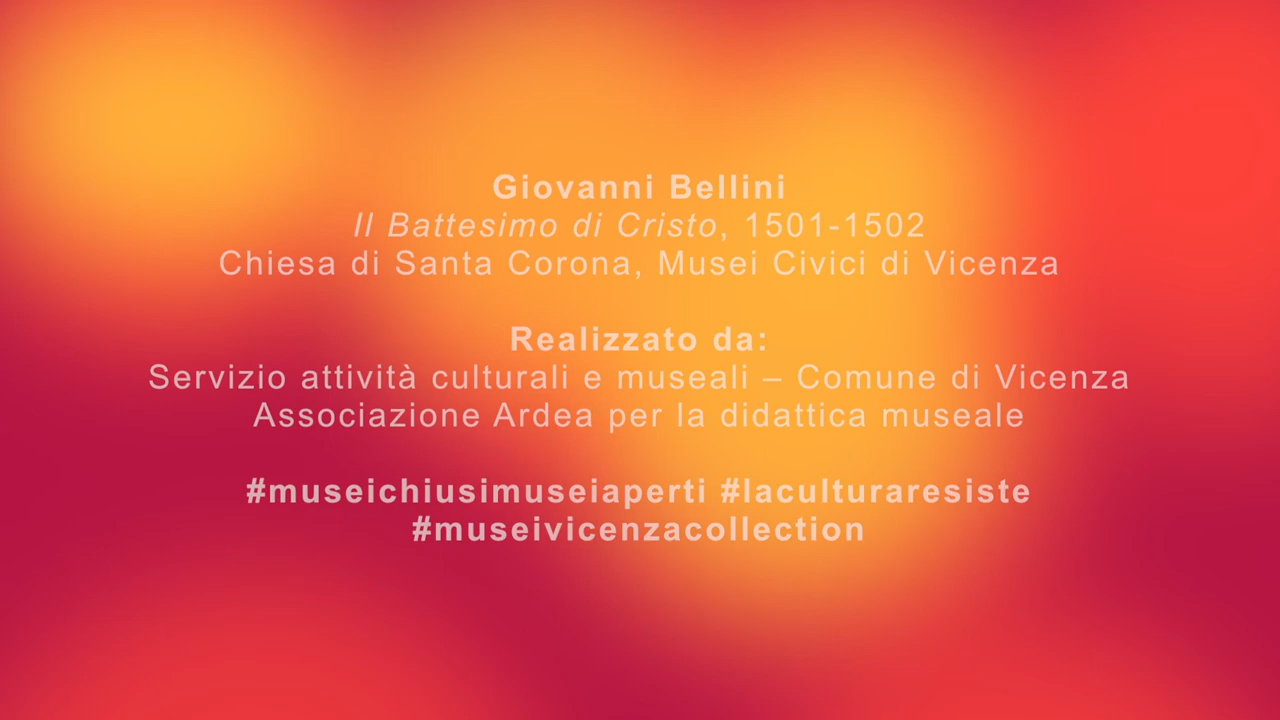 Giovanni Bellini
Il Battesimo di Cristo, 1501-1502
Chiesa di Santa Corona, Musei Civici di Vicenza
Realizzato da:
Servizio attività culturali e museali – Comune di Vicenza
Associazione Ardea per la didattica museale
#museichiusimuseiaperti #laculturaresiste
#museivicenzacollection